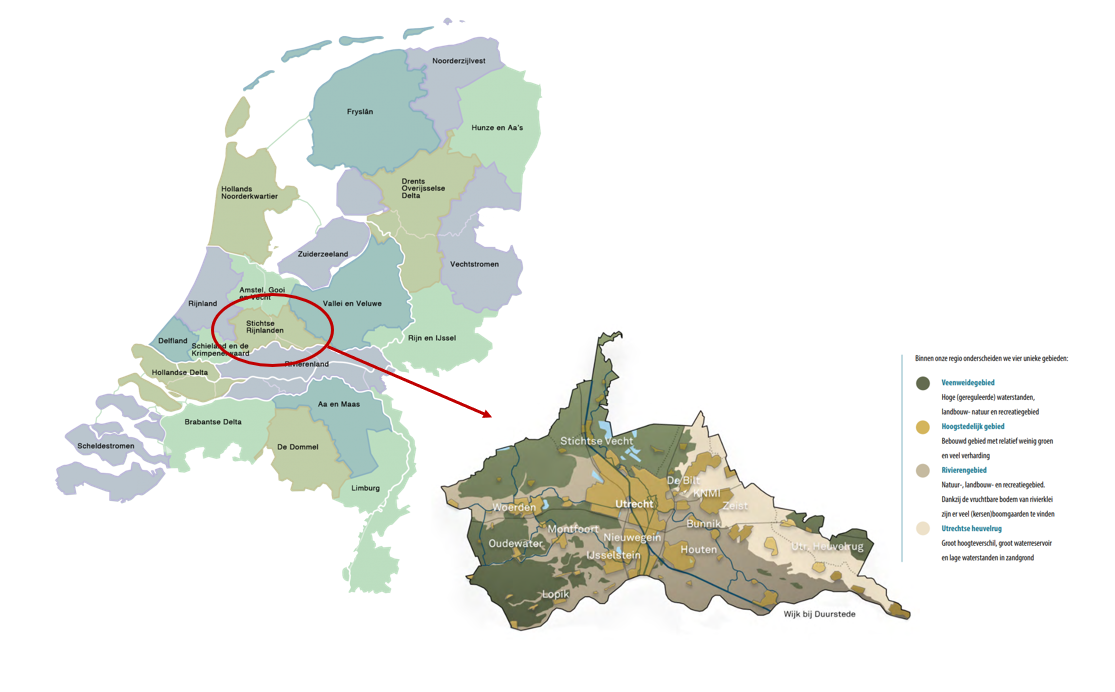 Noorderzijlvest
Fryslân
Hunze en Aa's
Drents
Overijsselse
Delta
Hollands
Noorderkwartier
Zuiderzeeland
Vechtstromen
Amstel, Gooi
en Vecht
Rijnland
Vallei en Veluwe
Stichtse
Rijnlanden
Delfland
Schieland en de
Krimpenerwaard
Rijn en IJssel
Rivierenland
Hollandse Delta
Aa en Maas
Brabantse Delta
De Dommel
Scheldestromen
Limburg
Stichtse Vecht
De Bilt
KNMI
Utrecht
Zeist
Woerden
Bunnik
Montfoort
Nieuwegein
Oudewater
Houten
Utr. Heuvelrug
IJsselstein
Lopik
Wijk bij Duurstede
Binnen onze regio onderscheiden we vier unieke gebieden:
Veenweidegebied
Hoge (gereguleerde) waterstanden,
landbouw- natuur en recreatiegebied
Hoogstedelijk gebied
Bebouwd gebied met relatief weinig groen
en veel verharding
Rivierengebied
Natuur-, landbouw- en recreatiegebied.
Dankzij de vruchtbare bodem van rivierklei
zijn er veel (kersen)boomgaarden te vinden
Utrechtse heuvelrug
Groot hoogteverschil, groot waterreservoir
en lage waterstanden in zandgrond